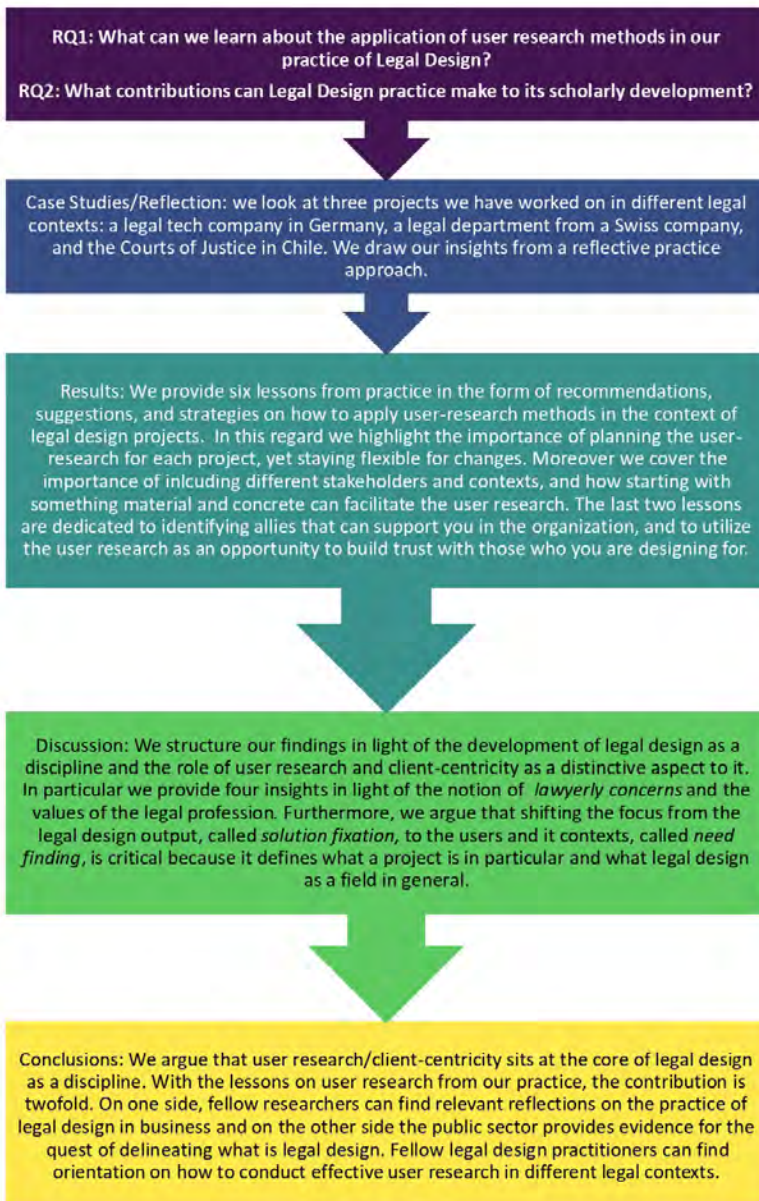 RQ1: What can we learn about the application of user research methods in our
practice of Legal Design?
RQ2: What contributions can Legal Design practice make to its scholarly development?
Case Studies/Reflection: we look at three projects we have worked on in different legal
contexts: a legal tech company in Germany, a legal department from a Swiss company,
and the Courts of Justice in Chile. We draw our insights from a reflective practice
approach.
Results: We provide six lessons from practice in the form of recommendations,
suggestions, and strategies on how to apply user-research methods in the context of
legal design projects. In this regard we highlight the importance of planning the user-
research for each project, yet staying flexible for changes. Moreover we cover the
importance of inlcuding different stakeholders and contexts, and how starting with
something material and concrete can facilitate the user research. The last two lessons
are dedicated to identifying allies that can support you in the organization, and to utilize
the user research as an opportunity to build trust with those who you are designing for.
Discussion: We structure our findings in light of the development of legal design as a
discipline and the role of user research and client-centricity as a distinctive aspect to it.
In particular we provide four insights in light of the notion of lawyerly concerns and the
values of the legal profession. Furthermore, we argue that shifting the focus from the
legal design output, called solution fixation, to the users and it contexts, called need
finding, is critical because it defines what a project is in particular and what legal design
as a field in general.
Conclusions: We argue that user research/client-centricity sits at the core of legal design
as a discipline. With the lessons on user research from our practice, the contribution is
twofold. On one side, fellow researchers can find relevant reflections on the practice of
legal design in business and on the other side the public sector provides evidence for the
quest of delineating what is legal design. Fellow legal design practitioners can find
orientation on how to conduct effective user research in different legal contexts.